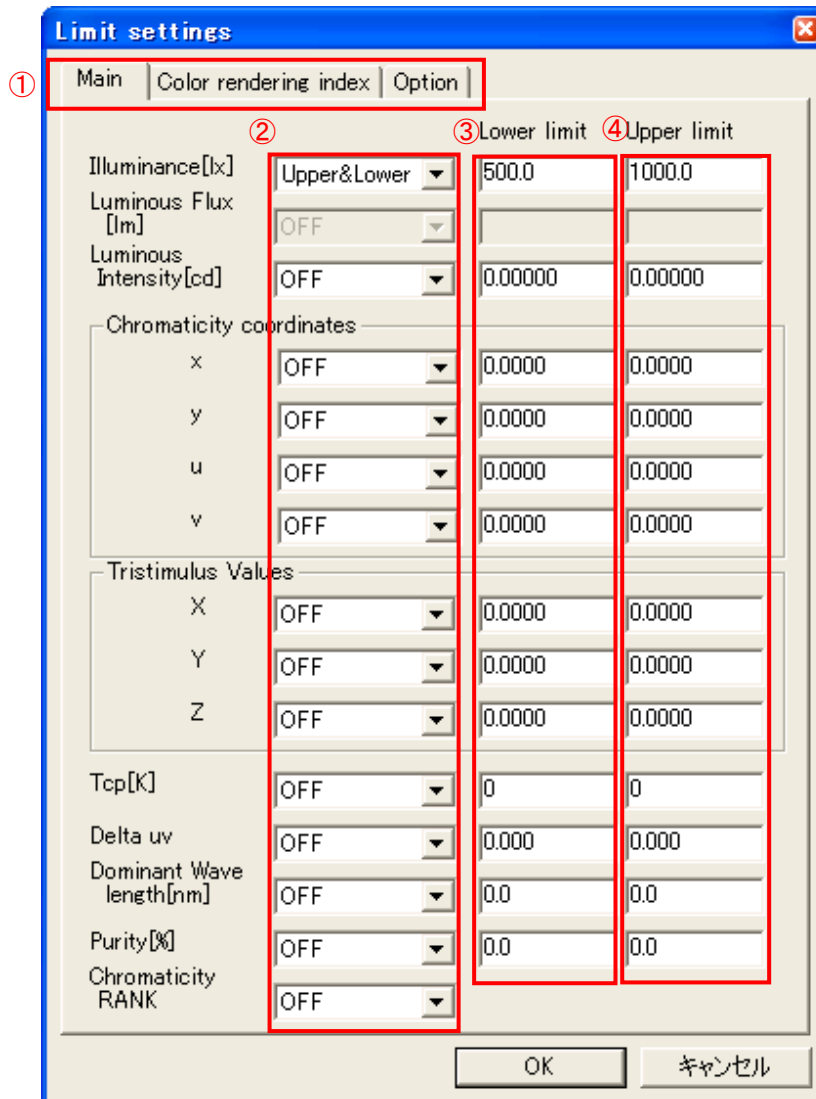 Limit settings
① Main Color rendering index Option
② ③ Lower limit ④ Upper limit
Illuminance[lx] Upper&Lower 500.0 1000.0
Luminous Flux
[lm] OFF
Luminous
Intensity[cd] OFF 0.00000 0.00000
Chromaticity coordinates
x OFF 0.0000 0.0000
y OFF 0.0000 0.0000
u OFF 0.0000 0.0000
v OFF 0.0000 0.0000
Tristimulus Values
X OFF 0.0000 0.0000
Y OFF 0.0000 0.0000
Z OFF 0.0000 0.0000
Tcp[K] OFF 0 0
Delta uv OFF 0.000 0.000
Dominant Wave
length[nm] OFF 0.0 0.0
Purity[%] OFF 0.0 0.0
Chromaticity
RANK OFF
OK キャンセル